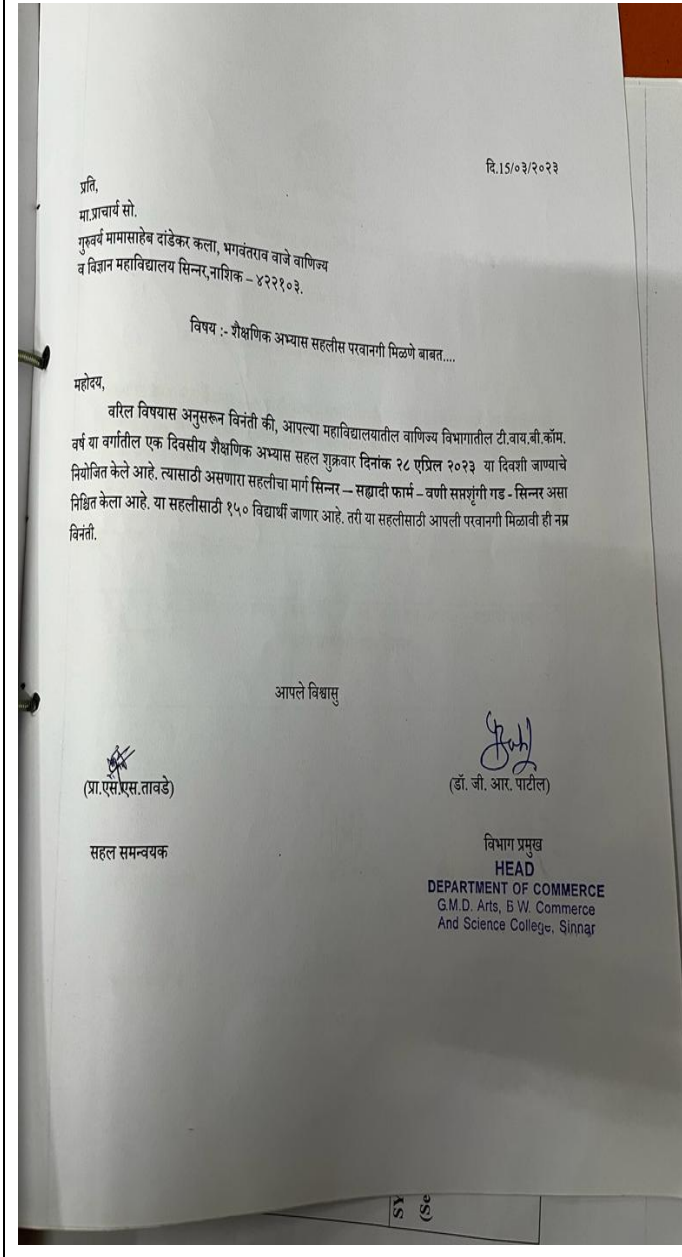 दि.15/०३/२०२३
प्रति,
मा.प्राचार्य सो.
गुरुवर्य मामासाहेब दांडेकर कला, भगवंतराव वाजे वाणिज्य
व विज्ञान महाविद्यालय सिन्नर,नाशिक – ४२२१०३.
विषय :- शैक्षणिक अभ्यास सहलीस परवानगी मिळणे बाबत....
महोदय,
वरिल विषयास अनुसरून विनंती की, आपल्या महाविद्यालयातील वाणिज्य विभागातील टी.वाय.बी.कॉम.
वर्ष या वर्गातील एक दिवसीय शैक्षणिक अभ्यास सहल शुक्रवार दिनांक २८ एप्रिल २०२३ या दिवशी जाण्याचे
नियोजित केले आहे. त्यासाठी असणारा सहलीचा मार्ग सिन्नर – सह्यादी फार्म – वणी सप्तशृंगी गड - सिन्नर असा
निश्चित केला आहे. या सहलीसाठी १५० विद्यार्थी जाणार आहे. तरी या सहलीसाठी आपली परवानगी मिळावी ही नम्र
विनंती.
आपले विश्वासु
(प्रा.एस.एस.तावडे)
(डॉ. जी. आर. पाटील)
सहल समन्वयक
विभाग प्रमुख
HEAD
DEPARTMENT OF COMMERCE
G.M.D. Arts, B W. Commerce
And Science College, Sinnar
SY
(Se